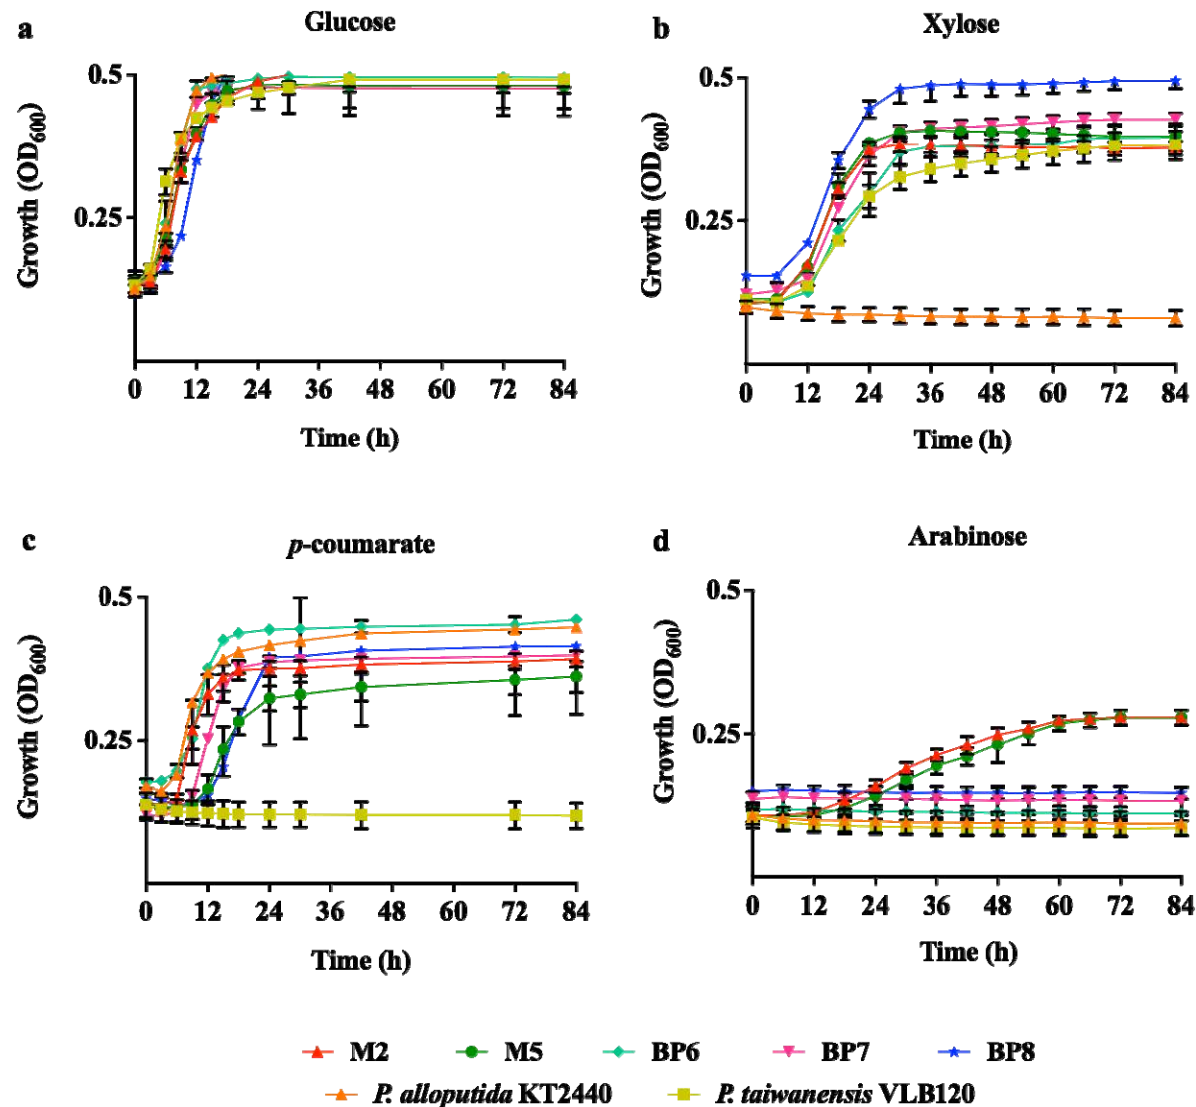 a
Glucose
0.5
0.25
Growth (OD600)
0 12 24 36 48 60 72 84
Time (h)
b
Xylose
0.5
0.25
Growth (OD600)
0 12 24 36 48 60 72 84
Time (h)
c
p-coumarate
0.5
0.25
Growth (OD600)
0 12 24 36 48 60 72 84
Time (h)
d
Arabinose
0.5
0.25
Growth (OD600)
0 12 24 36 48 60 72 84
Time (h)
M2 M5 BP6 BP7 BP8
P. alloputida KT2440 P. taiwanensis VLB120